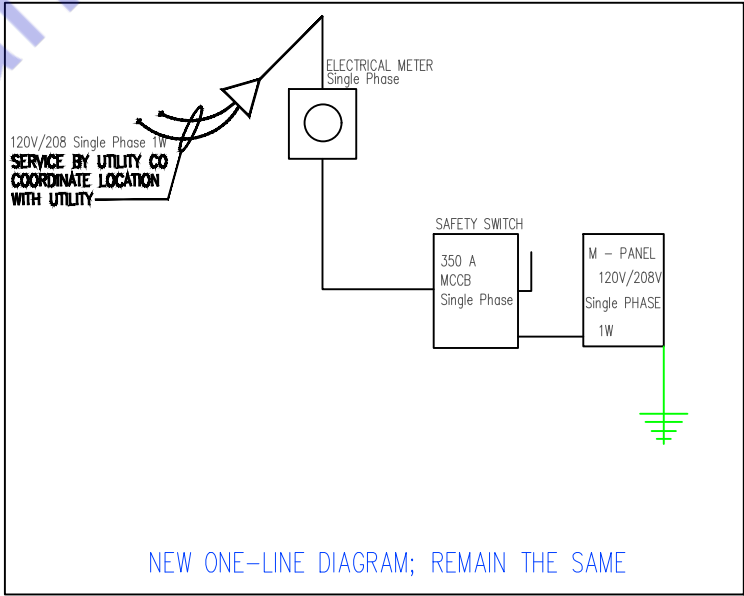 ELECTRICAL METER
Single Phase
120V/208 Single Phase 1W
SERVICE BY UTILITY CO
COORDINATE LOCATION
WITH UTILITY
SAFETY SWITCH
350 A
MCCB
Single Phase
M - PANEL
120V/208V
Single PHASE
1W
NEW ONE-LINE DIAGRAM; REMAIN THE SAME